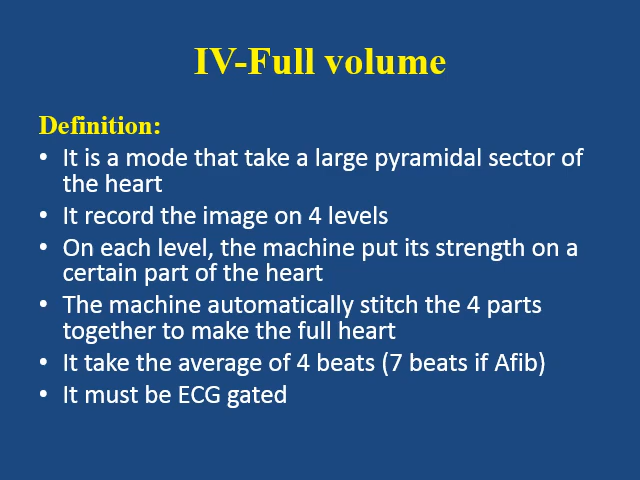 IV-Full volume
Definition:
• It is a mode that take a large pyramidal sector of
the heart
• It record the image on 4 levels
• On each level, the machine put its strength on a
certain part of the heart
• The machine automatically stitch the 4 parts
together to make the full heart
• It take the average of 4 beats (7 beats if Afib)
• It must be ECG gated